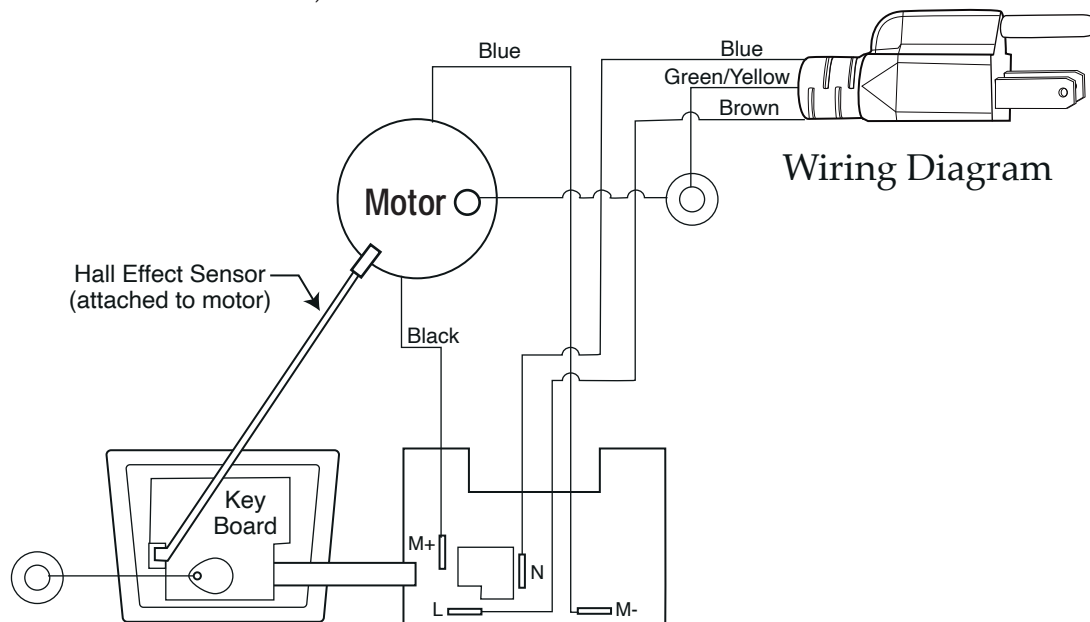 Blue
Blue
Green/Yellow
Brown
Wiring Diagram
Motor
Hall Effect Sensor
(attached to motor)
Black
Key
Board
M+
N
L
M-